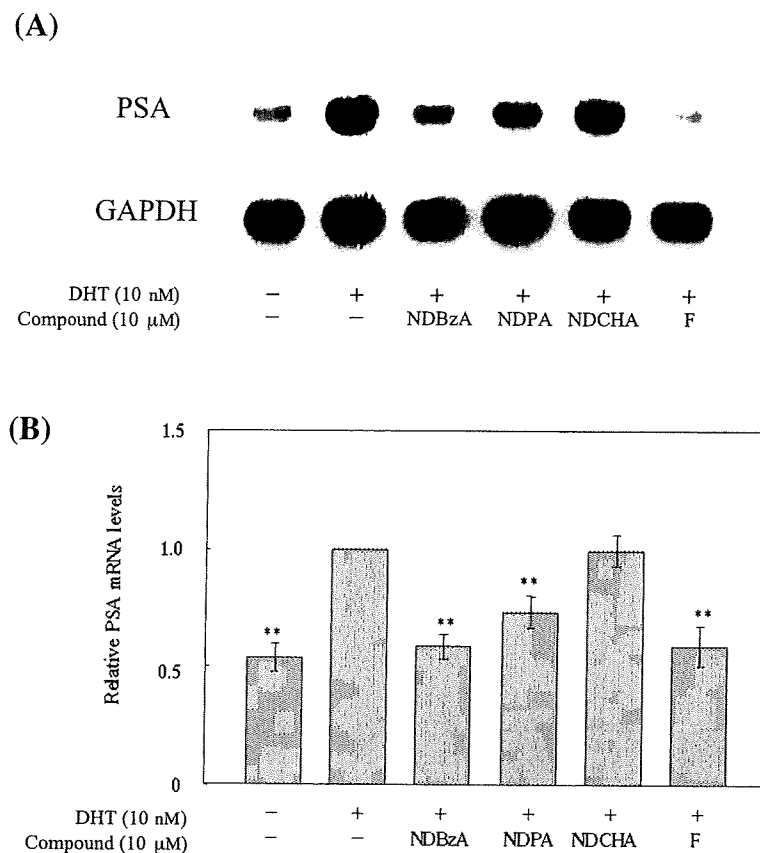 (A)
PSA
GAPDH
DHT (10 nM) − + + + + +
Compound (10 μM) − − NDBzA NDPA NDCHA F
(B)
1.5
1.0
0.5
0
Relative PSA mRNA levels
** ** ** **
DHT (10 nM) − + + + + +
Compound (10 μM) − − NDBzA NDPA NDCHA F